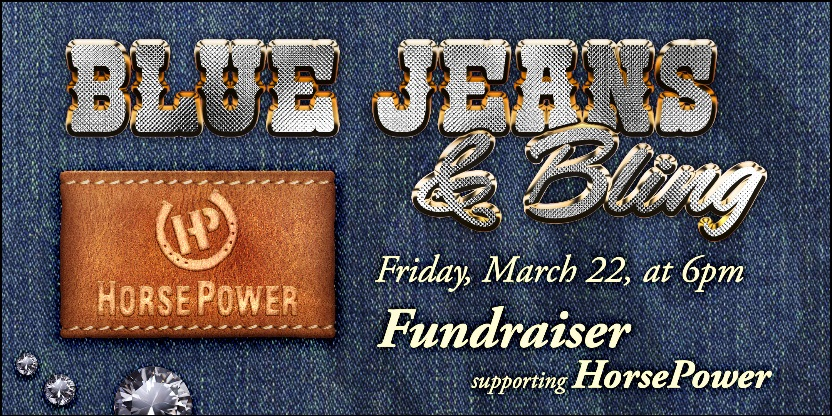 BLUE JEANS
& Bling
HP
HORSEPOWER
Friday, March 22, at 6pm
Fundraiser
supporting HorsePower